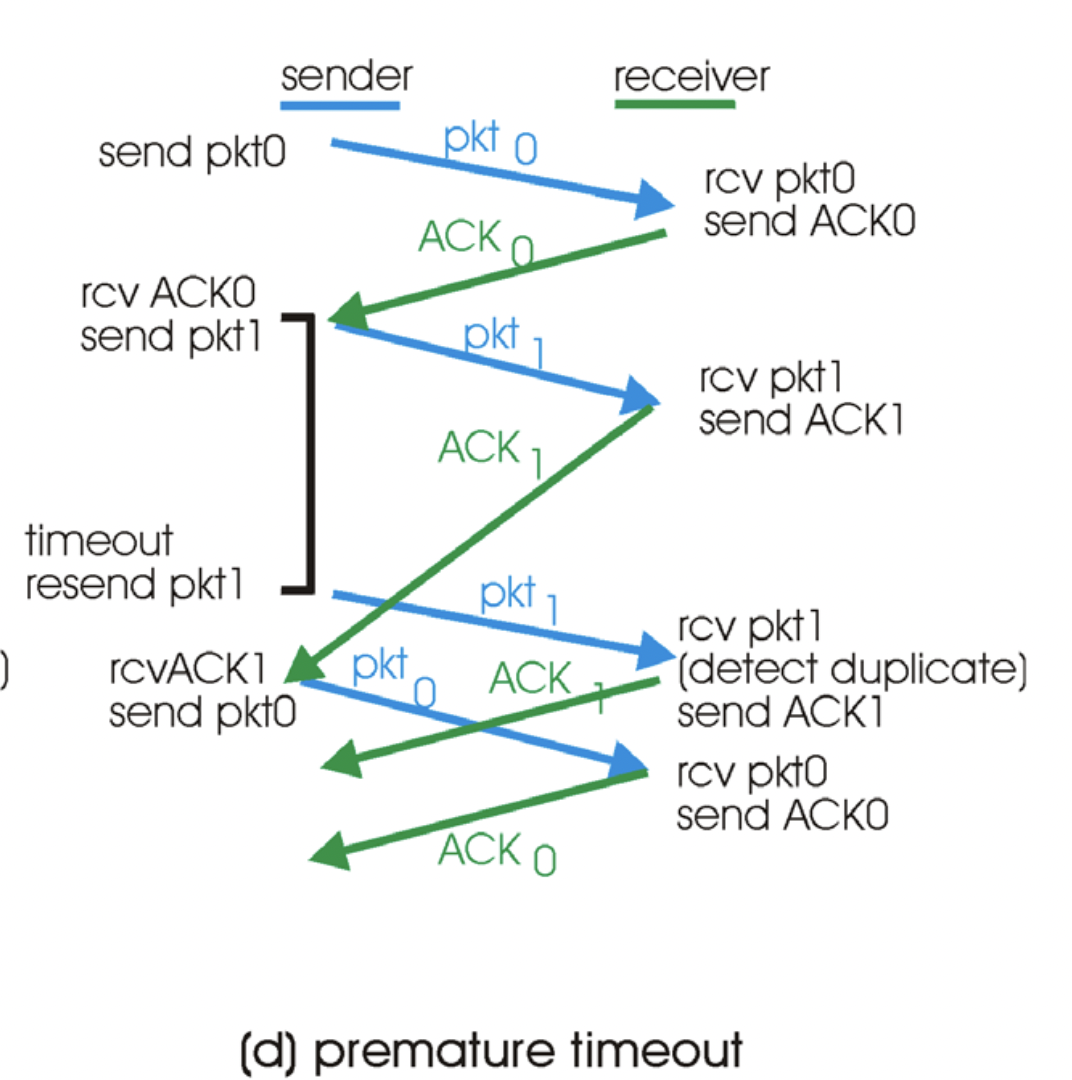 sender
receiver
send pkt0
pkt 0
rcv pkt0
send ACK0
ACK 0
rcv ACK0
send pkt1
pkt 1
rcv pkt1
send ACK1
ACK 1
timeout
resend pkt1
pkt 1
rcv pkt1
(detect duplicate)
send ACK1
)
rcvACK1
send pkt0
pkt 0
ACK 1
rcv pkt0
send ACK0
ACK 0
(d) premature timeout